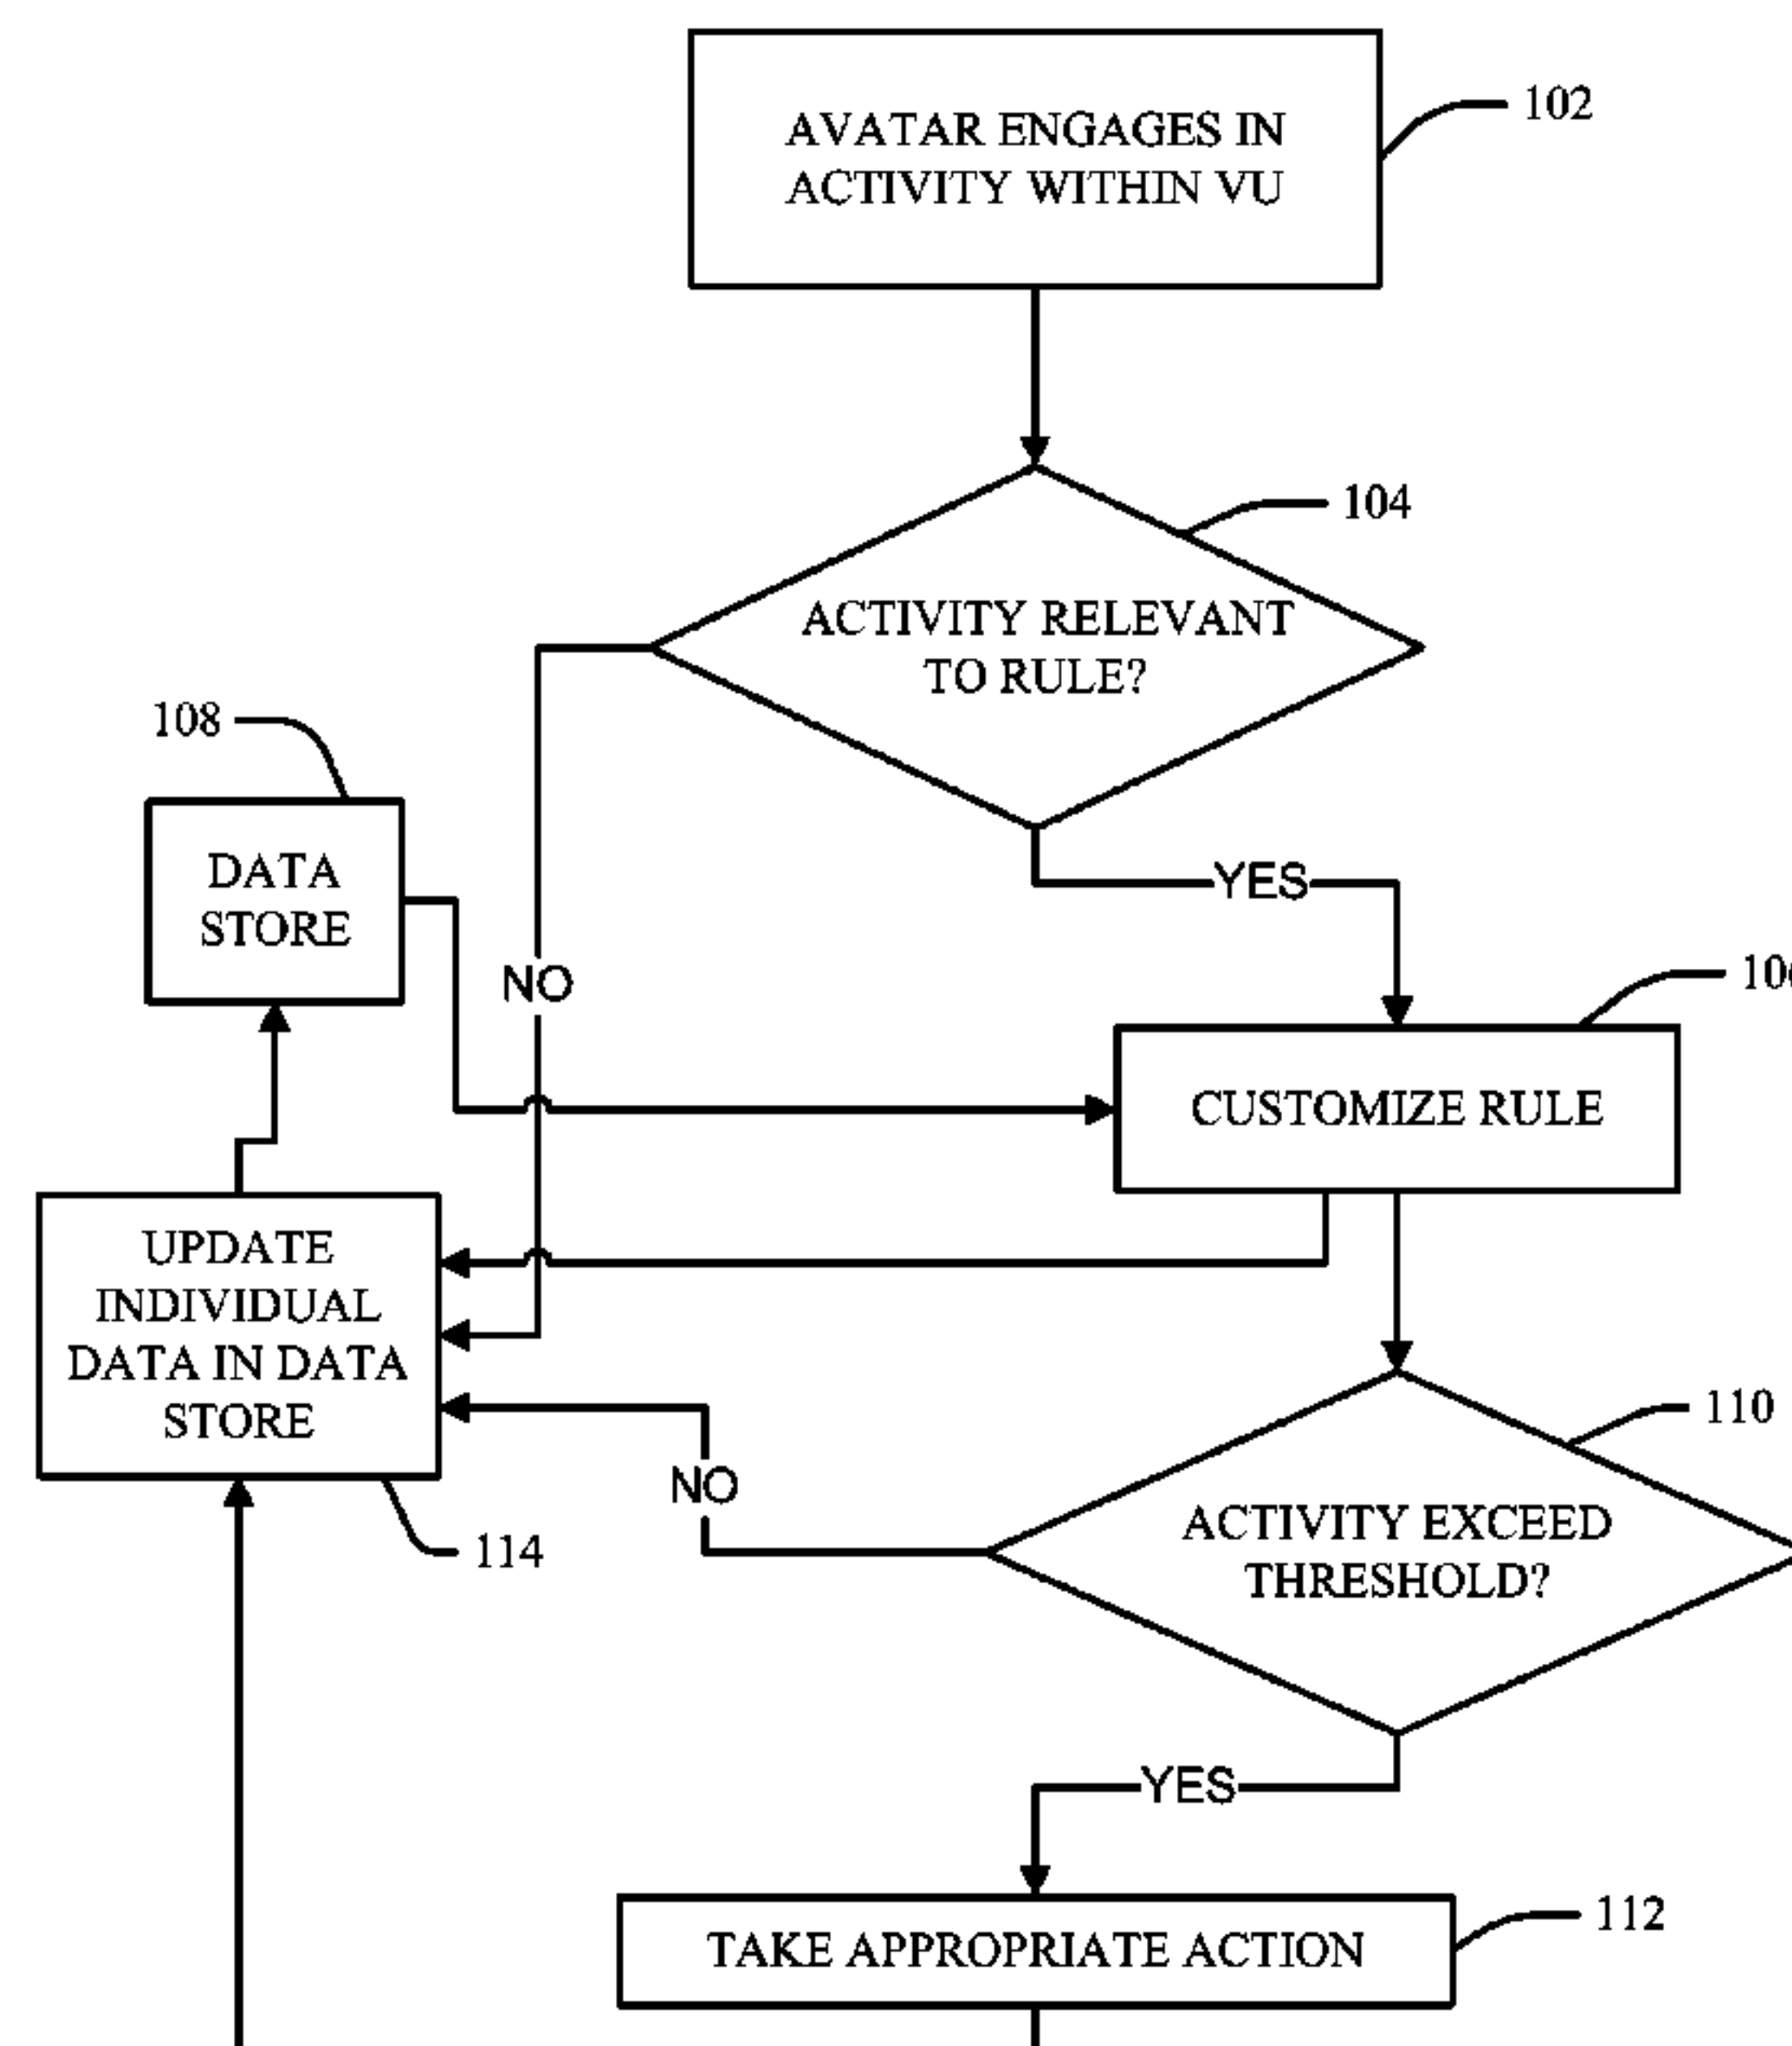 AVATAR ENGAGES IN
ACTIVITY WITHIN VU
102
104
ACTIVITY RELEVANT
TO RULE?
108
DATA
STORE
YES
NO
CUSTOMIZE RULE
UPDATE
INDIVIDUAL
DATA IN DATA
STORE
110
NO
114
ACTIVITY EXCEED
THRESHOLD?
YES
TAKE APPROPRIATE ACTION
112